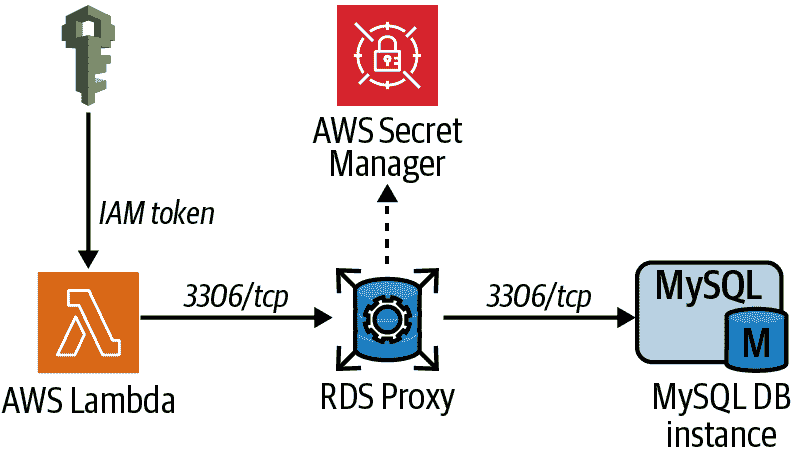 AWS Secret
Manager
IAM token
3306/tcp
3306/tcp
MySQL
M
AWS Lambda
RDS Proxy
MySQL DB
instance